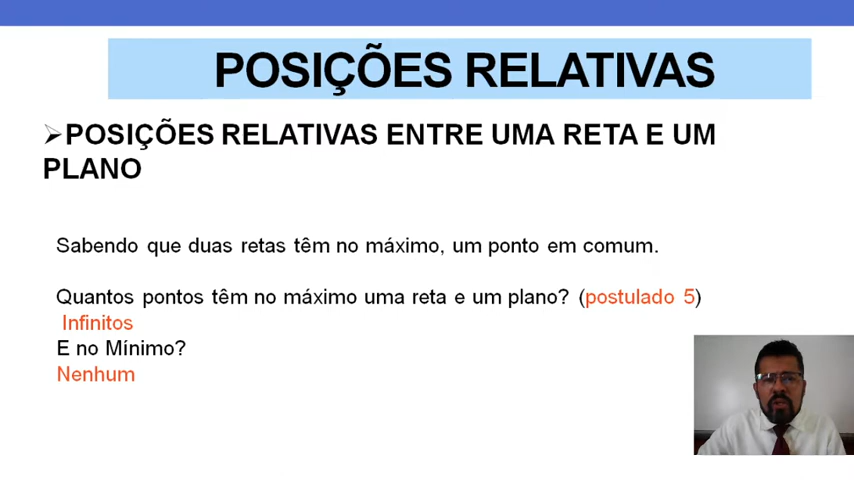 POSIÇÕES RELATIVAS
➢POSIÇÕES RELATIVAS ENTRE UMA RETA E UM
PLANO
Sabendo que duas retas têm no máximo, um ponto em comum.
Quantos pontos têm no máximo uma reta e um plano? (postulado 5)
Infinitos
E no Mínimo?
Nenhum